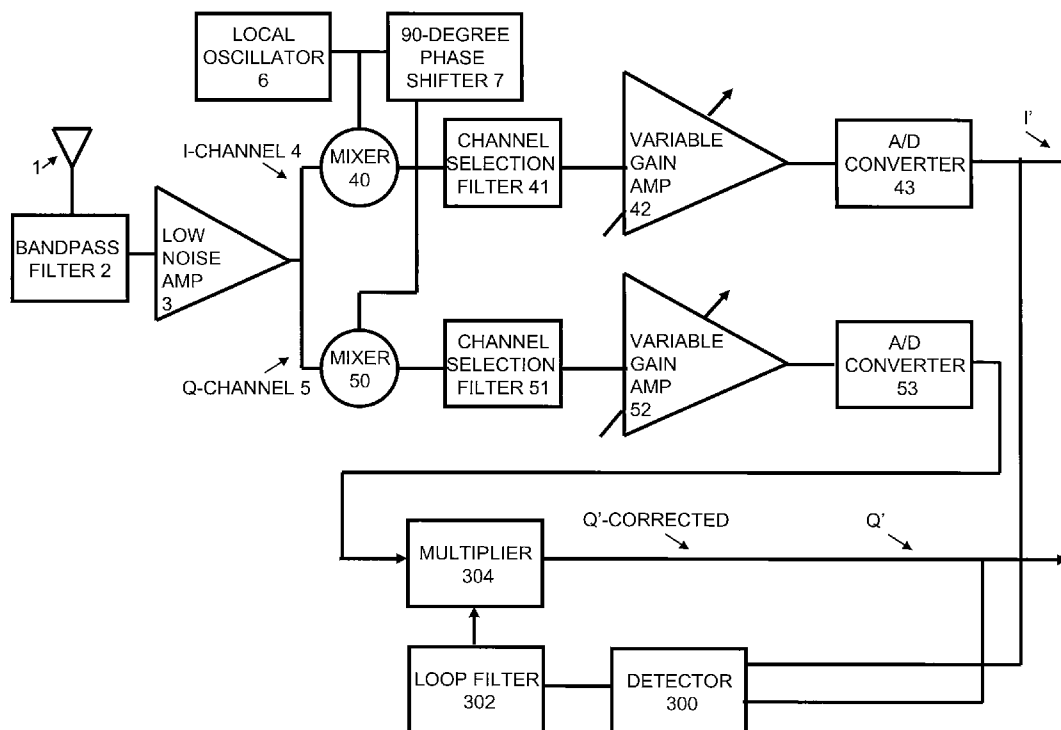 LOCAL
OSCILLATOR
6
90-DEGREE
PHASE
SHIFTER 7
1
BANDPASS
FILTER 2
LOW
NOISE
AMP
3
I-CHANNEL 4
MIXER
40
CHANNEL
SELECTION
FILTER 41
VARIABLE
GAIN
AMP
42
A/D
CONVERTER
43
I'
Q-CHANNEL 5
MIXER
50
CHANNEL
SELECTION
FILTER 51
VARIABLE
GAIN
AMP
52
A/D
CONVERTER
53
MULTIPLIER
304
Q'-CORRECTED
Q'
LOOP FILTER
302
DETECTOR
300